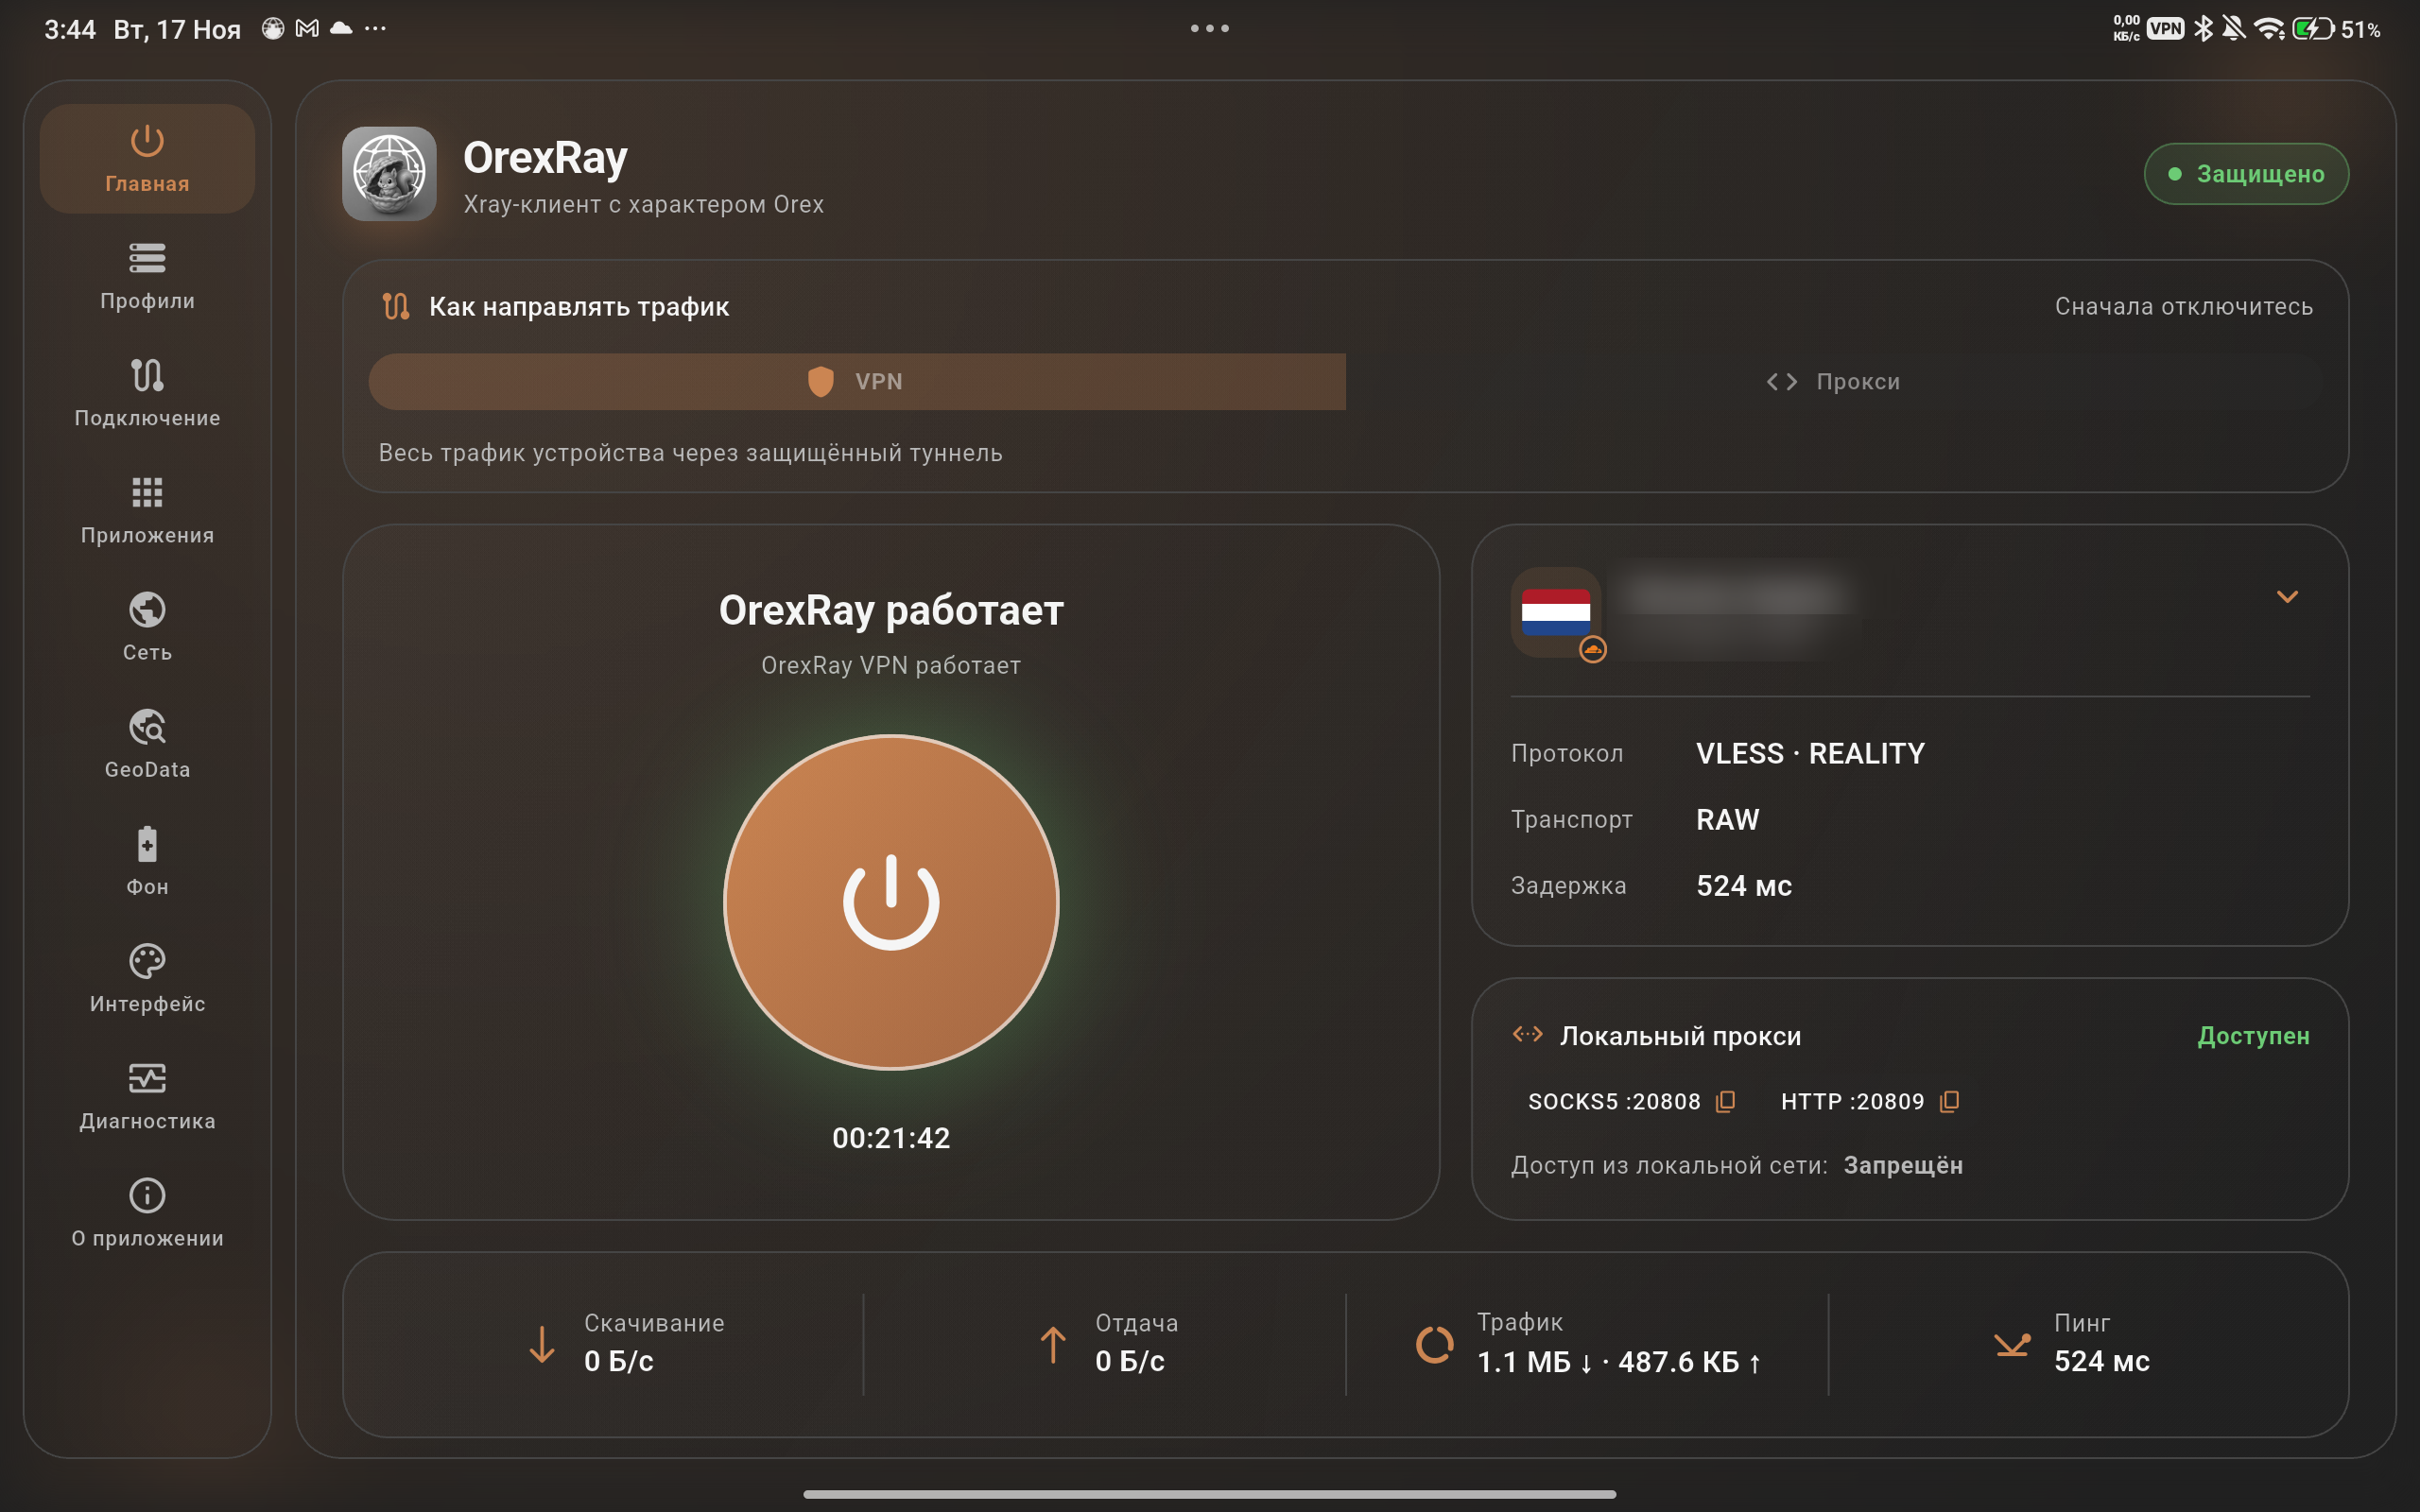 3:44 Вт, 17 Ноя
0,00 КБ/с VPN 51%
Главная
Профили
Подключение
Приложения
Сеть
GeoData
Фон
Интерфейс
Диагностика
О приложении
OrexRay
Xray-клиент с характером Orex
Защищено
Как направлять трафик
Сначала отключитесь
VPN
Прокси
Весь трафик устройства через защищённый туннель
OrexRay работает
OrexRay VPN работает
00:21:42
Протокол VLESS · REALITY
Транспорт RAW
Задержка 524 мс
Локальный прокси
Доступен
SOCKS5 :20808 HTTP :20809
Доступ из локальной сети: Запрещён
Скачивание
0 Б/с
Отдача
0 Б/с
Трафик
1.1 МБ ↓ · 487.6 КБ ↑
Пинг
524 мс